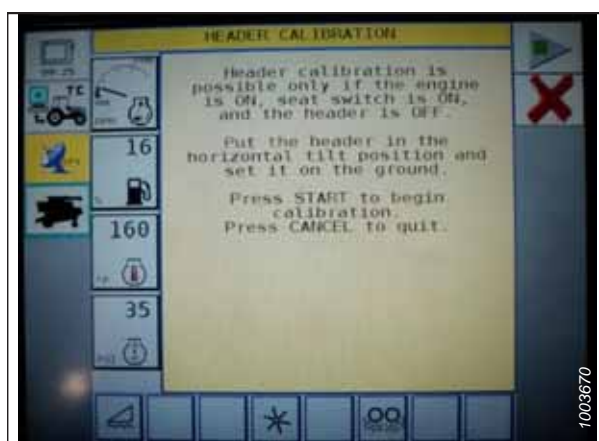 HEADER CALIBRATION
Header calibration is
possible only if the engine
is ON, seat switch is ON,
and the header is OFF.
Put the header in the
horizontal tilt position and
set it on the ground.
Press START to begin
calibration.
Press CANCEL to quit.
TC
16
160
35
1003670